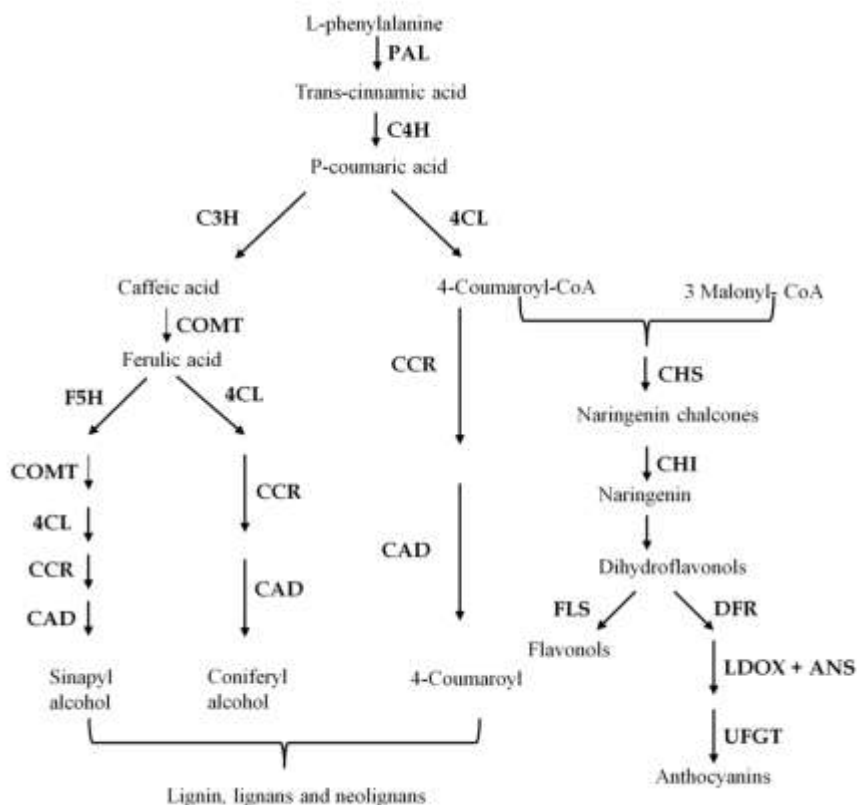 L-phenylalanine
PAL
Trans-cinnamic acid
C4H
P-coumaric acid
C3H
4CL
Caffeic acid
4-Coumaroyl-CoA
3 Malonyl- CoA
COMT
Ferulic acid
CCR
CHS
F5H
4CL
Naringenin chalcones
COMT
CCR
CHI
Naringenin
4CL
CAD
Dihydroflavonols
CCR
CAD
FLS
DFR
CAD
Flavonols
LDOX + ANS
Sinapyl
alcohol
Coniferyl
alcohol
4-Coumaroyl
UFGT
Anthocyanins
Lignin, lignans and neolignans